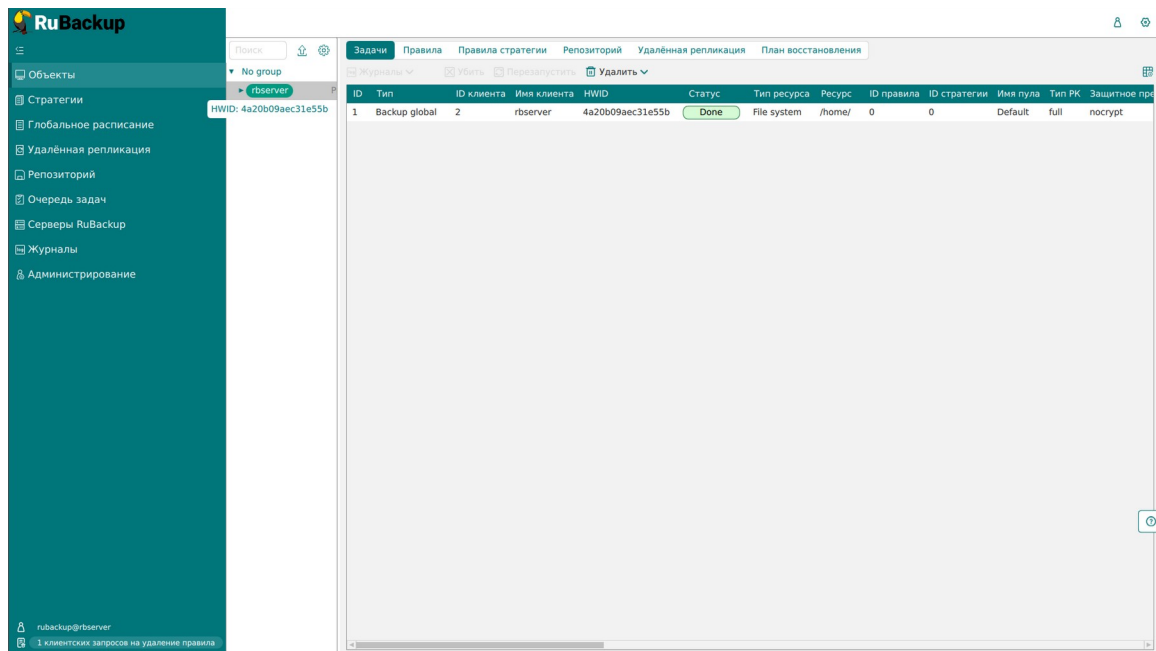 RuBackup
Объекты
Стратегии
Глобальное расписание
Удалённая репликация
Репозиторий
Очередь задач
Серверы RuBackup
Журналы
Администрирование
rubackup@rbserver
1 клиентских запросов на удаление правила
Поиск
No group
rbserver P
HWID: 4a20b09aec31e55b
Задачи Правила Правила стратегии Репозиторий Удалённая репликация План восстановления
Журналы Убить Перезапустить Удалить
ID Тип ID клиента Имя клиента HWID Статус Тип ресурса Ресурс ID правила ID стратегии Имя пула Тип РК Защитное пре
1 Backup global 2 rbserver 4a20b09aec31e55b Done File system /home/ 0 0 Default full nocrypt